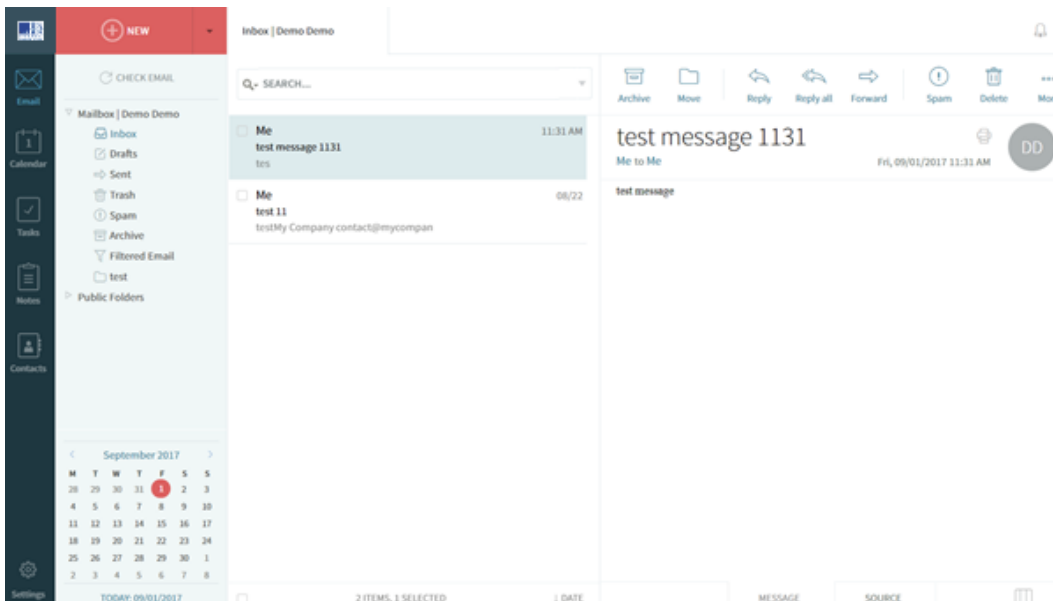 NEW
Inbox | Demo Demo
Email
Calendar
1
Tasks
Notes
Contacts
Settings
CHECK EMAIL
Mailbox | Demo Demo
Inbox
Drafts
Sent
Trash
Spam
Archive
Filtered Email
test
Public Folders
September 2017
M T W T F S S
28 29 30 31 1 2 3
4 5 6 7 8 9 10
11 12 13 14 15 16 17
18 19 20 21 22 23 24
25 26 27 28 29 30 1
2 3 4 5 6 7 8
TODAY: 09/01/2017
SEARCH...
Me 11:31 AM
test message 1131
tes
Me 08/22
test 11
testMy Company contact@mycompan
2 ITEMS, 1 SELECTED
↓ DATE
Archive Move Reply Reply all Forward Spam Delete Mor
test message 1131
Me to Me
Fri, 09/01/2017 11:31 AM
DD
test message
MESSAGE SOURCE